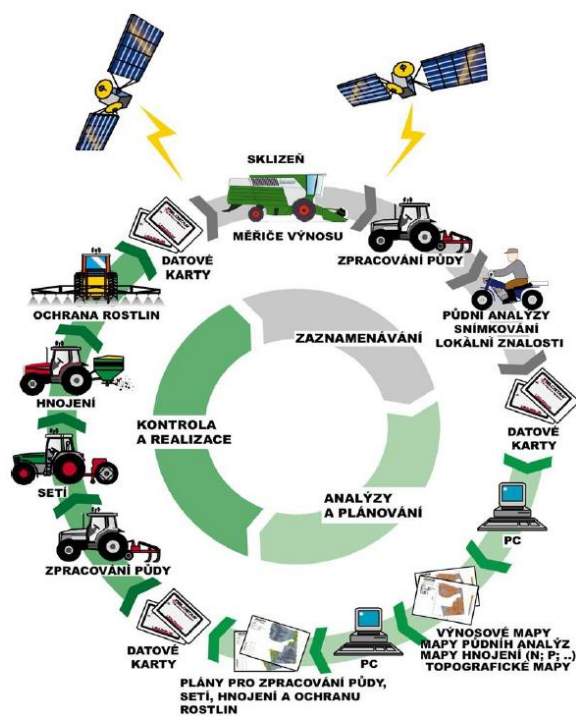 SKLIZEŇ
MĚŘIČE VÝNOSU
ZPRACOVÁNÍ PŮDY
PŮDNÍ ANALÝZY
SNÍMKOVÁNÍ
LOKÁLNÍ ZNALOSTI
DATOVÉ
KARTY
PC
VÝNOSOVÉ MAPY
MAPY PŮDNÍH ANALÝZ
MAPY HNOJENÍ (N; P; ..)
TOPOGRAFICKÉ MAPY
PC
PLÁNY PRO ZPRACOVÁNÍ PŮDY,
SETÍ, HNOJENÍ A OCHRANU
ROSTLIN
DATOVÉ
KARTY
ZPRACOVÁNÍ PŮDY
SETÍ
HNOJENÍ
OCHRANA ROSTLIN
DATOVÉ
KARTY
ZAZNAMENÁVÁNÍ
ANALÝZY
A PLÁNOVÁNÍ
KONTROLA
A REALIZACE